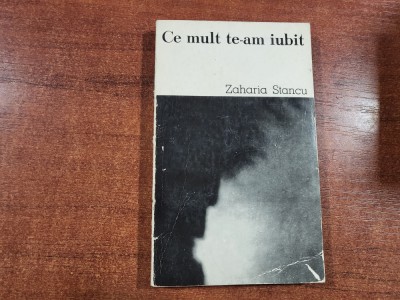 Ce mult te-am iubit
Zaharia Stancu